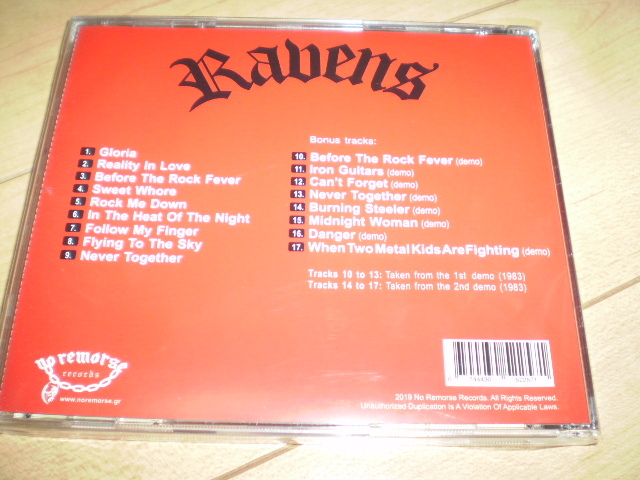 Ravens
1. Gloria
2. Reality In Love
3. Before The Rock Fever
4. Sweet Whore
5. Rock Me Down
6. In The Heat Of The Night
7. Follow My Finger
8. Flying To The Sky
9. Never Together
Bonus tracks:
10. Before The Rock Fever (demo)
11. Iron Guitars (demo)
12. Can't Forget (demo)
13. Never Together (demo)
14. Burning Steeler (demo)
15. Midnight Woman (demo)
16. Danger (demo)
17. When Two Metal Kids Are Fighting (demo)
Tracks 10 to 13: Taken from the 1st demo (1983)
Tracks 14 to 17: Taken from the 2nd demo (1983)
no remorse
records
www.noremorse.gr
2019 No Remorse Records. All Rights Reserved.
Unauthorized Duplication Is A Violation Of Applicable Laws.